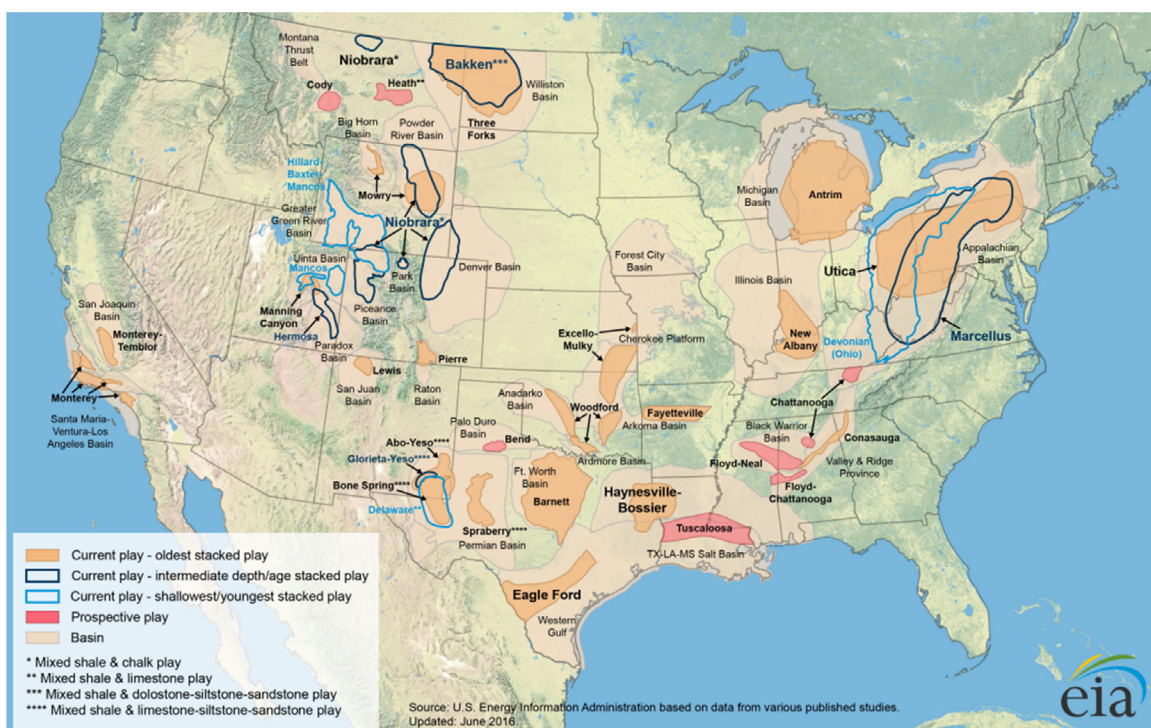 Montana
Thrust
Belt
Niobrara*
Bakken***
Cody
Heath**
Williston
Basin
Big Horn
Basin
Powder
River Basin
Three
Forks
Hillard-
Baxter-
Mancos
Mowry
Greater
Green River
Basin
Niobrara*
Michigan
Basin
Antrim
Uinta Basin
Mancos
Park
Basin
Denver Basin
Forest City
Basin
Illinois Basin
Utica
Appalachian
Basin
San Joaquin
Basin
Monterey-
Temblor
Manning
Canyon
Hermosa
Piceance
Basin
Paradox
Basin
Excello-
Mulky
Cherokee Platform
New
Albany
Devonian
(Ohio)
Marcellus
Monterey
Lewis
Pierre
San Juan
Basin
Raton
Basin
Santa Maria-
Ventura-Los
Angeles Basin
Anadarko
Basin
Woodford
Fayetteville
Arkoma Basin
Chattanooga
Palo Duro
Basin
Bend
Black Warrior
Basin
Conasauga
Abo-Yeso****
Glorieta-Yeso****
Ardmore Basin
Floyd-Neal
Valley & Ridge
Province
Bone Spring****
Delaware**
Ft. Worth
Basin
Barnett
Haynesville-
Bossier
Floyd-
Chattanooga
Spraberry****
Permian Basin
Tuscaloosa
TX-LA-MS Salt Basin
Eagle Ford
Western
Gulf
Current play - oldest stacked play
Current play - intermediate depth/age stacked play
Current play - shallowest/youngest stacked play
Prospective play
Basin
* Mixed shale & chalk play
** Mixed shale & limestone play
*** Mixed shale & dolostone-siltstone-sandstone play
**** Mixed shale & limestone-siltstone-sandstone play
Source: U.S. Energy Information Administration based on data from various published studies.
Updated: June 2016
eia